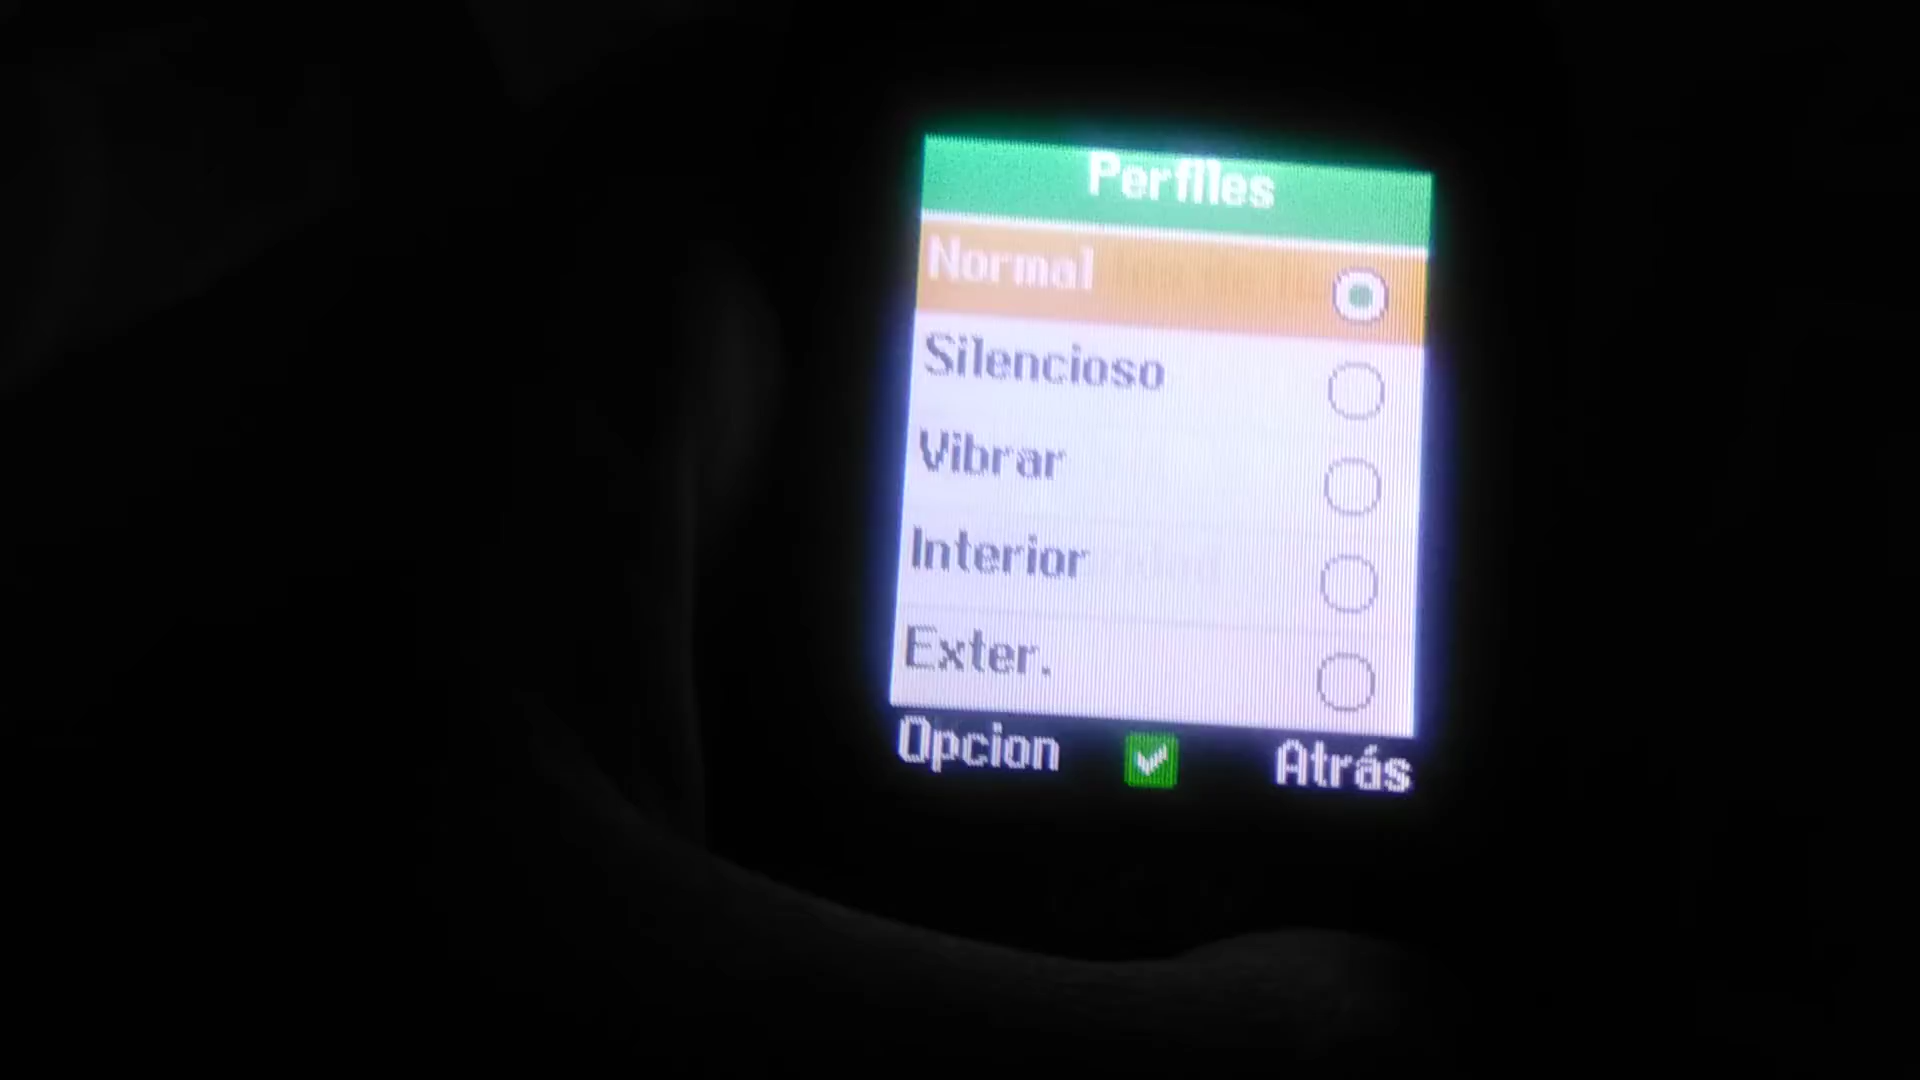 Perfiles
Normal
Silencioso
Vibrar
Interior
Exter.
Opcion Atrás